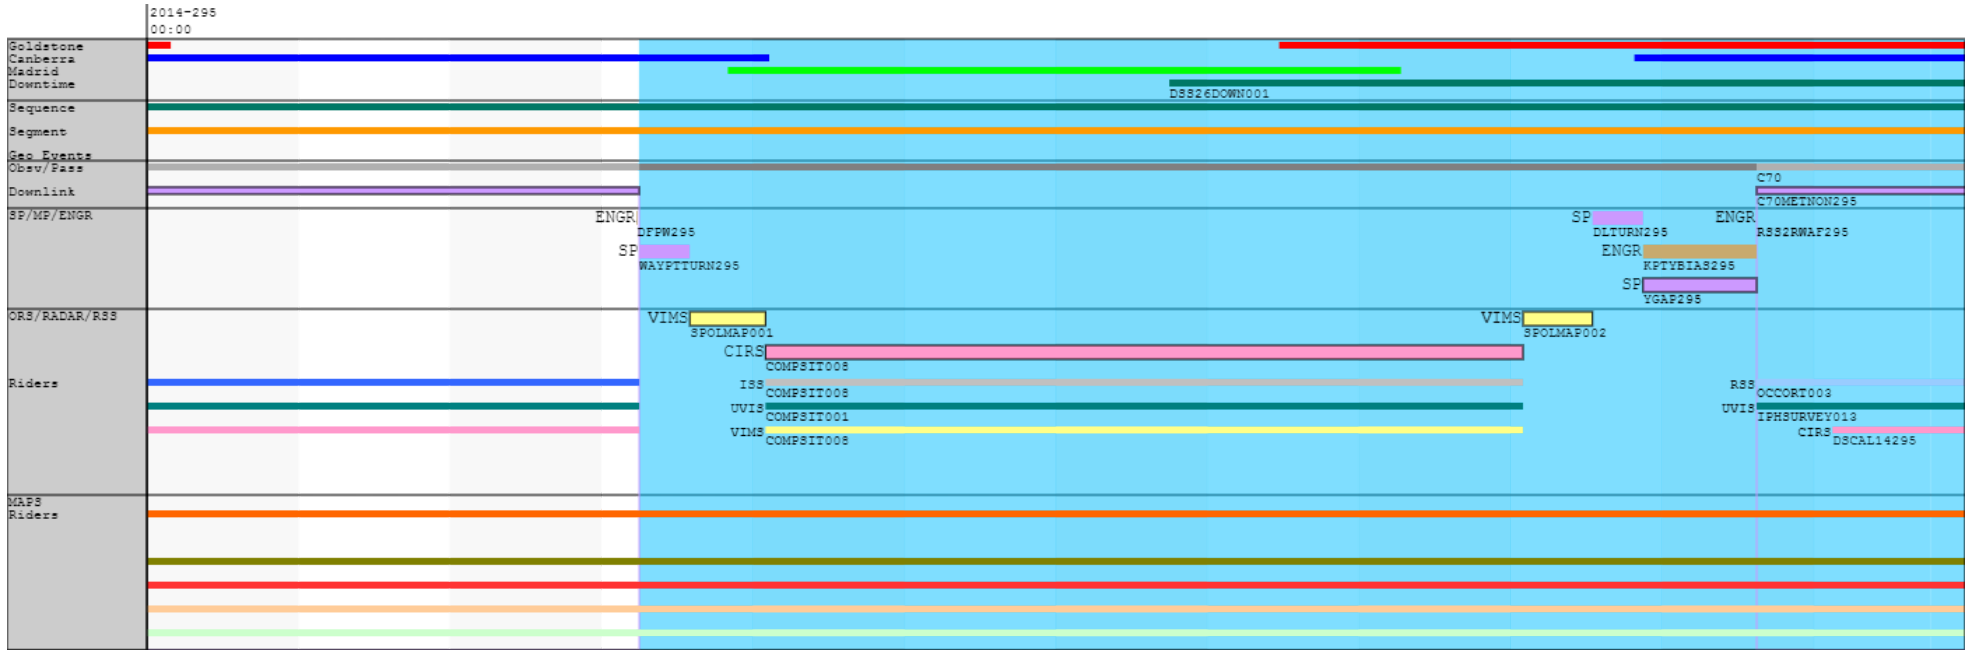 2014-295
00:00
Goldstone
Canberra
Madrid
Downtime
DSS26DOWN001
Sequence
Segment
Geo Events
Obsv/Pass
C70
Downlink
C70METNON295
SP/MP/ENGR
ENGR
SP
ENGR
DFPW295
DLTURN295
RSS2RWAF295
SP
ENGR
WAYPTTURN295
KPTYBIAS295
SP
YGAP295
ORS/RADAR/RSS
VIMS
VIMS
SPOLMAP001
SPOLMAP002
CIRS
COMPSIT008
Riders
ISS
RSS
COMPSIT008
OCCORT003
UVIS
UVIS
COMPSIT001
IPHSURVEY013
VIMS
CIRS
COMPSIT008
DSCAL14295
MAPS
Riders